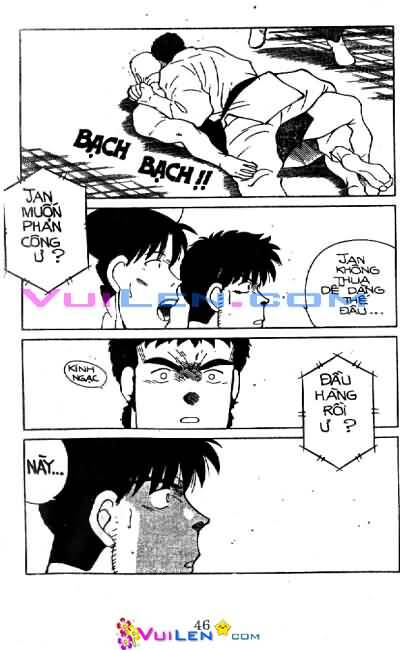 BẠCH
BẠCH!!
JAN
MUỐN
PHẢN
CÔNG
Ư?
JAN
KHÔNG
THUA
DỄ DÀNG
THẾ
ĐÂU...
VUILEN.COM
KINH
NGẠC
ĐẦU
HÀNG
RỒI
Ư?
NÀY...
46
VUILEN.COM